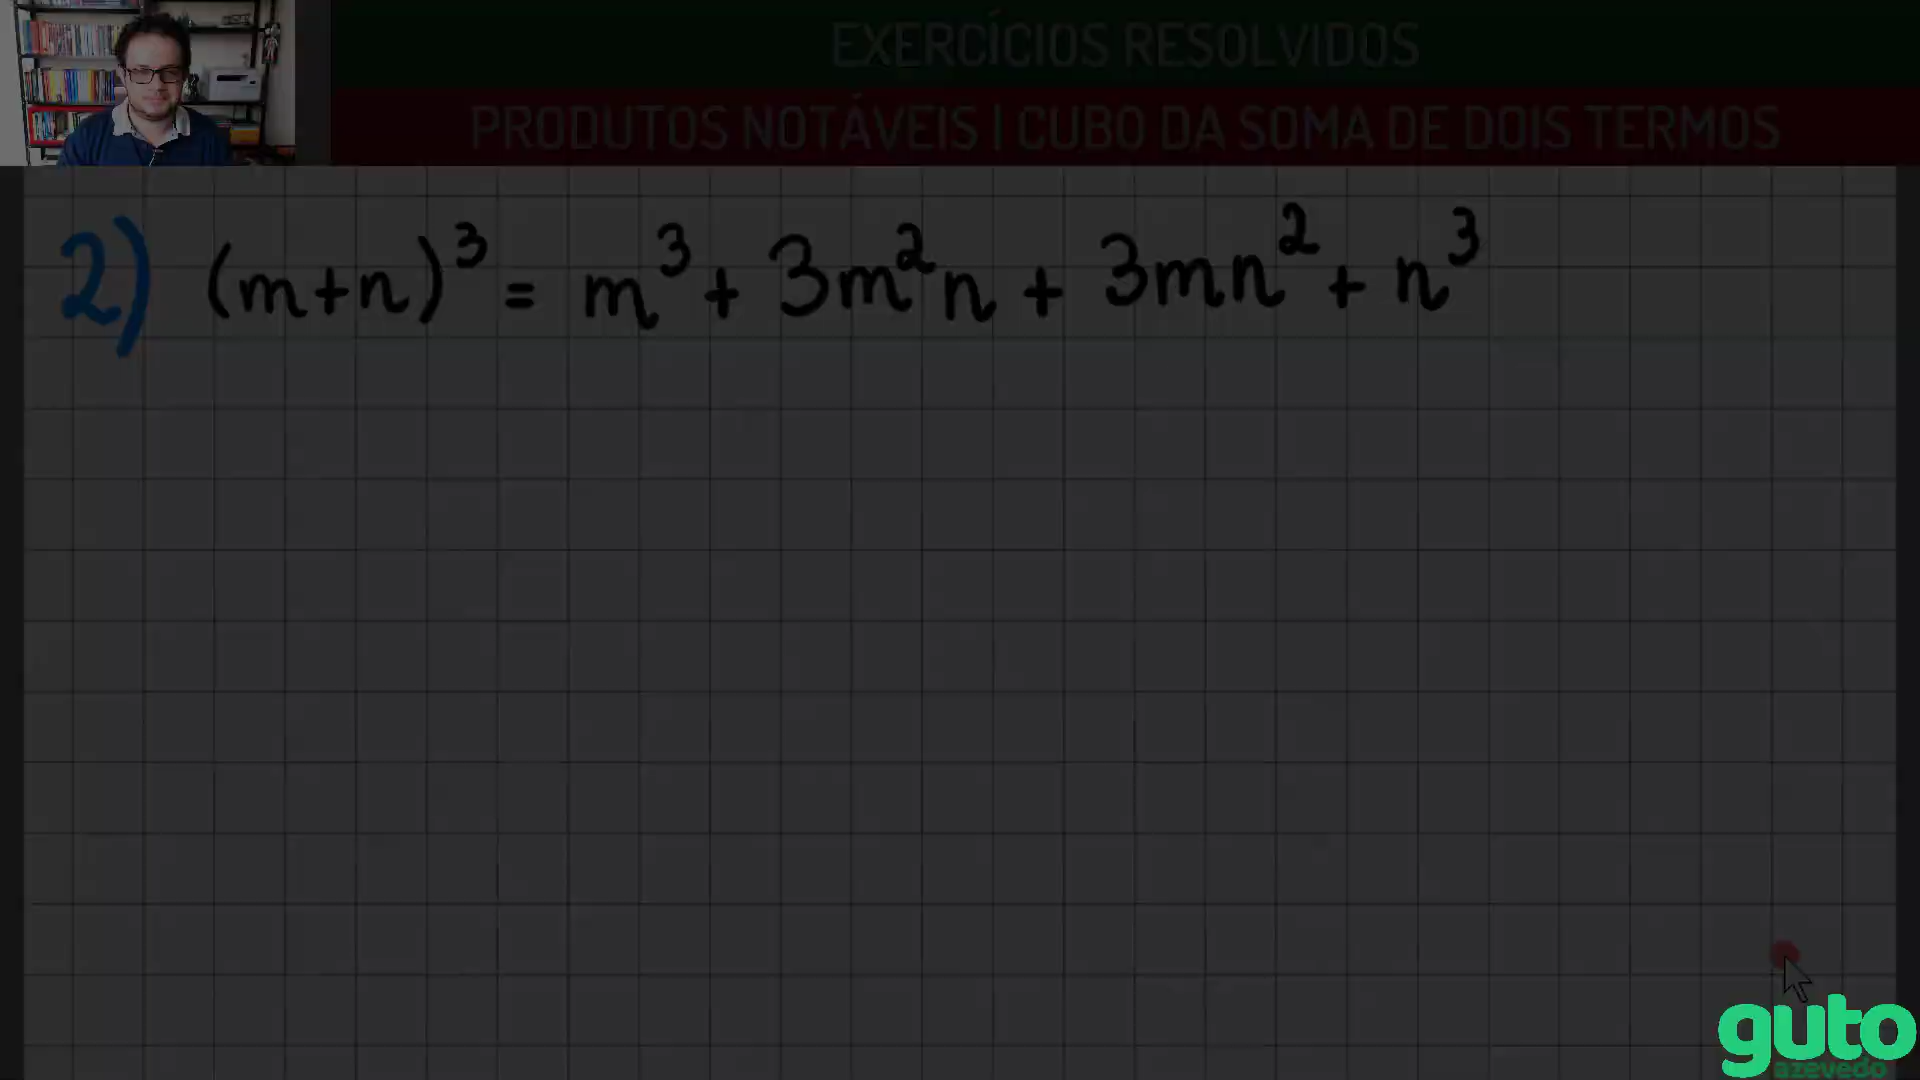 EXERCÍCIOS RESOLVIDOS
PRODUTOS NOTÁVEIS | CUBO DA SOMA DE DOIS TERMOS
2) (m+n)³ = m³ + 3m²n + 3mn² + n³
guto
azevedo